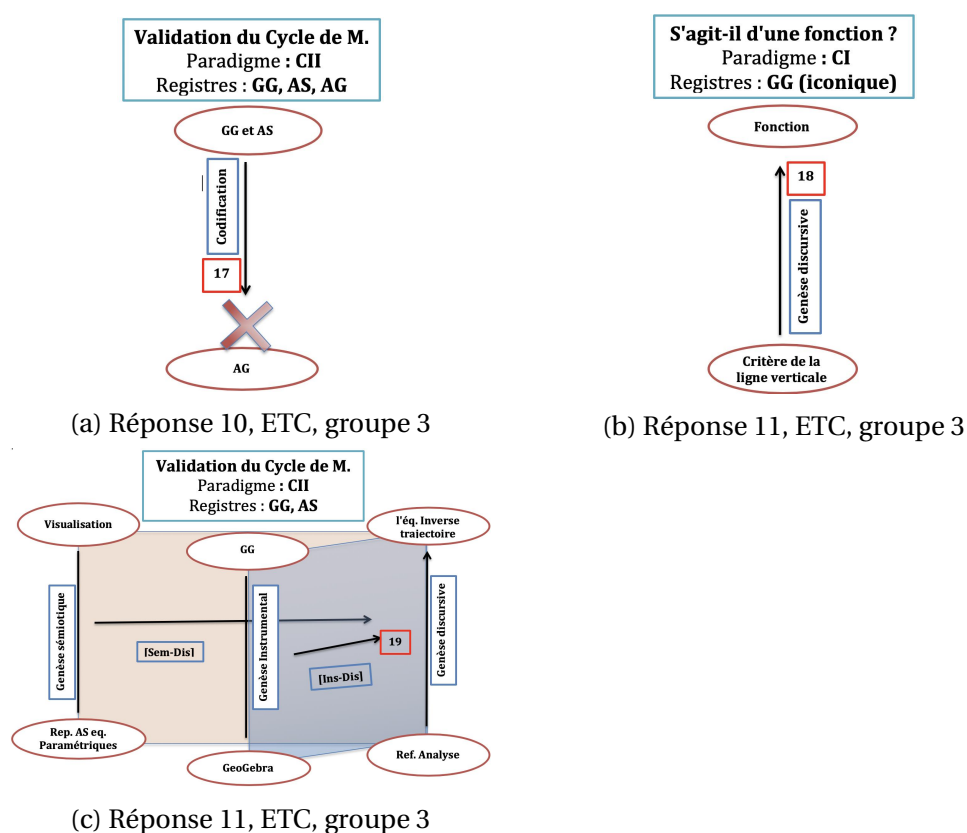 Validation du Cycle de M.
Paradigme : CII
Registres : GG, AS, AG
GG et AS
Codification
17
AG
(a) Réponse 10, ETC, groupe 3
S'agit-il d'une fonction ?
Paradigme : CI
Registres : GG (iconique)
Fonction
18
Genèse discursive
Critère de la
ligne verticale
(b) Réponse 11, ETC, groupe 3
Validation du Cycle de M.
Paradigme : CII
Registres : GG, AS
Visualisation
GG
l'éq. Inverse
trajectoire
Genèse sémiotique
[Sem-Dis]
Genèse Instrumental
19
[Ins-Dis]
Genèse discursive
Rep. AS eq.
Paramétriques
GeoGebra
Ref. Analyse
(c) Réponse 11, ETC, groupe 3